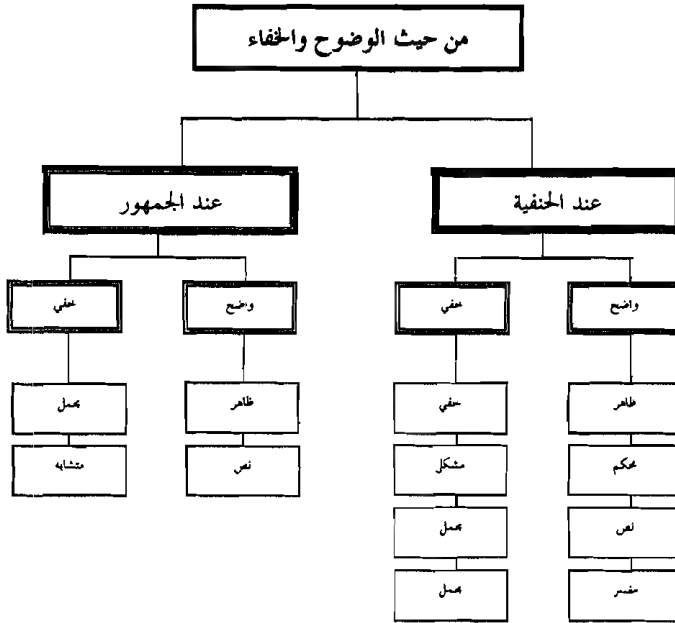 من حيث الوضوح والخفاء
عند الحنفية
عند الجمهور
واضح
خفي
واضح
خفي
ظاهر
خفي
ظاهر
مجمل
محكم
مشكل
نص
متشابه
نص
مجمل
مفسر
مجمل